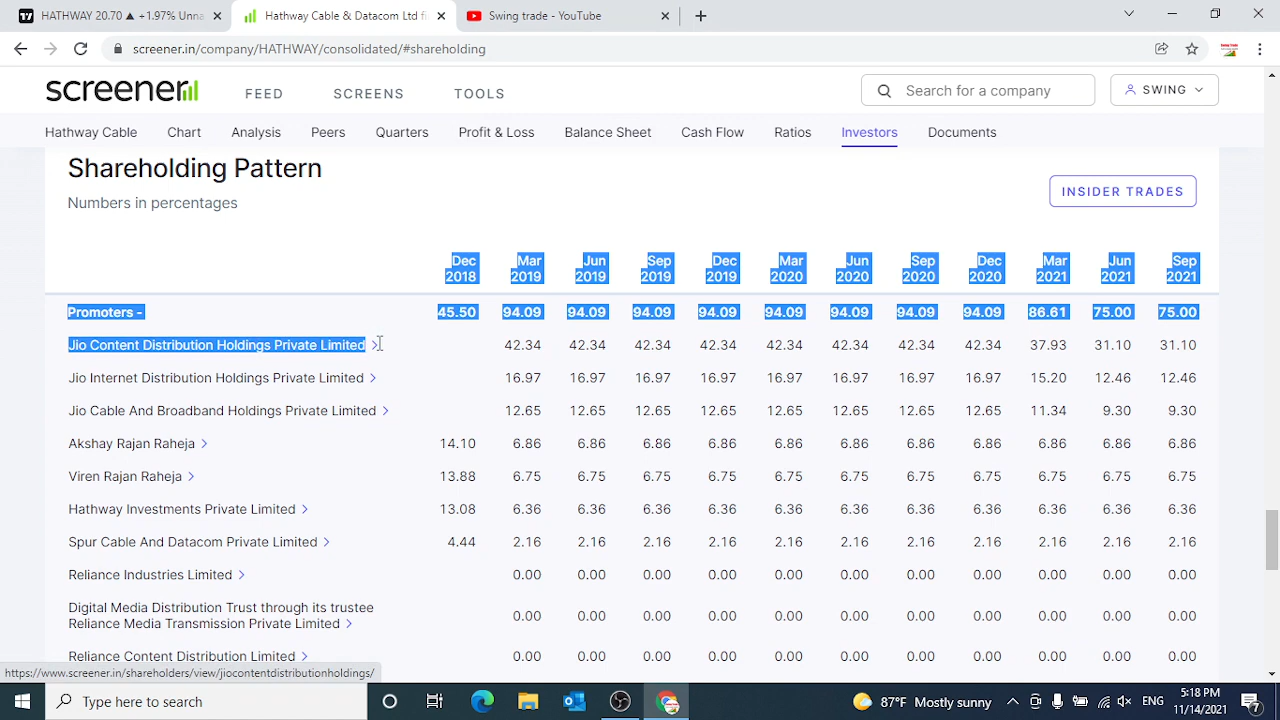 HATHWAY 20.70 ▲ +1.97% Unna
Hathway Cable & Datacom Ltd fi
Swing trade - YouTube
screener.in/company/HATHWAY/consolidated/#shareholding
screener
FEED
SCREENS
TOOLS
Search for a company
SWING
Hathway Cable Chart Analysis Peers Quarters Profit & Loss Balance Sheet Cash Flow Ratios Investors Documents
Shareholding Pattern
INSIDER TRADES
Numbers in percentages
Dec Mar Jun Sep Dec Mar Jun Sep Dec Mar Jun Sep
2018 2019 2019 2019 2019 2020 2020 2020 2020 2021 2021 2021
Promoters - 45.50 94.09 94.09 94.09 94.09 94.09 94.09 94.09 94.09 86.61 75.00 75.00
Jio Content Distribution Holdings Private Limited 42.34 42.34 42.34 42.34 42.34 42.34 42.34 42.34 37.93 31.10 31.10
Jio Internet Distribution Holdings Private Limited 16.97 16.97 16.97 16.97 16.97 16.97 16.97 16.97 15.20 12.46 12.46
Jio Cable And Broadband Holdings Private Limited 12.65 12.65 12.65 12.65 12.65 12.65 12.65 12.65 11.34 9.30 9.30
Akshay Rajan Raheja 14.10 6.86 6.86 6.86 6.86 6.86 6.86 6.86 6.86 6.86 6.86 6.86
Viren Rajan Raheja 13.88 6.75 6.75 6.75 6.75 6.75 6.75 6.75 6.75 6.75 6.75 6.75
Hathway Investments Private Limited 13.08 6.36 6.36 6.36 6.36 6.36 6.36 6.36 6.36 6.36 6.36 6.36
Spur Cable And Datacom Private Limited 4.44 2.16 2.16 2.16 2.16 2.16 2.16 2.16 2.16 2.16 2.16 2.16
Reliance Industries Limited 0.00 0.00 0.00 0.00 0.00 0.00 0.00 0.00 0.00 0.00 0.00
Digital Media Distribution Trust through its trustee
Reliance Media Transmission Private Limited 0.00 0.00 0.00 0.00 0.00 0.00 0.00 0.00 0.00 0.00 0.00
Reliance Content Distribution Limited 0.00 0.00 0.00 0.00 0.00 0.00 0.00 0.00 0.00 0.00 0.00
https://www.screener.in/shareholders/view/jiocontentdistributionholdings/
Type here to search
87°F Mostly sunny
ENG
5:18 PM
11/14/2021
7